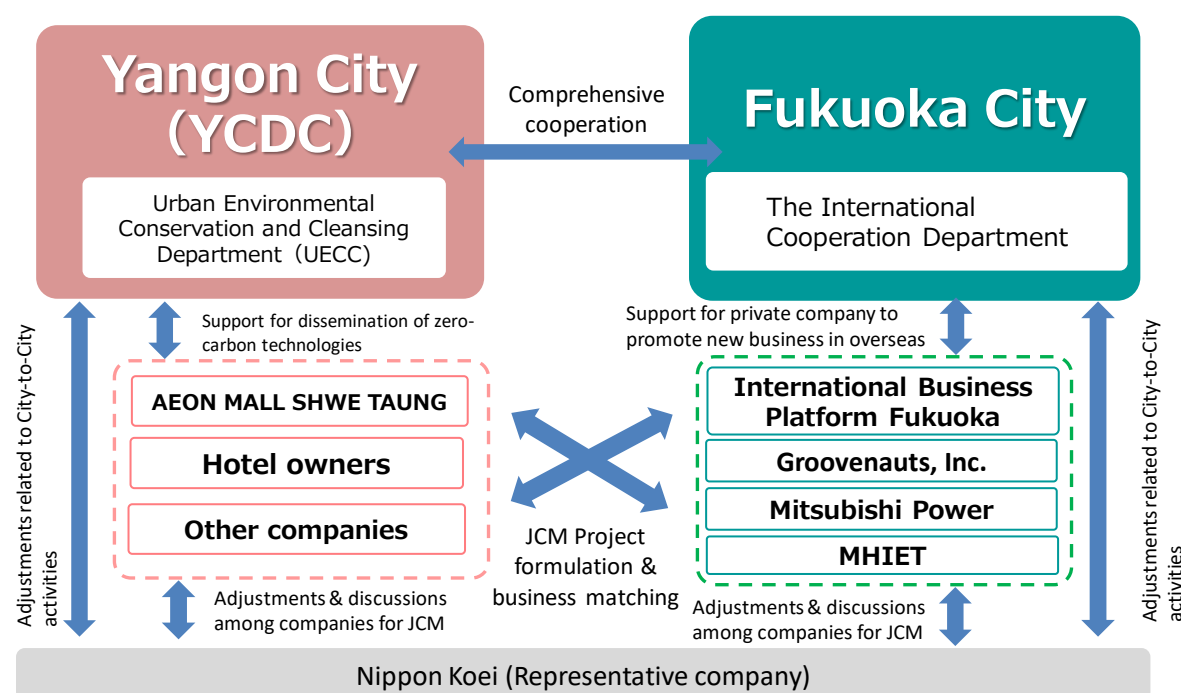 Yangon City
（YCDC）
Urban Environmental
Conservation and Cleansing
Department（UECC）
Comprehensive
cooperation
Fukuoka City
The International
Cooperation Department
Support for dissemination of zero-
carbon technologies
Support for private company to
promote new business in overseas
Adjustments related to City-to-City
activities
AEON MALL SHWE TAUNG
Hotel owners
Other companies
JCM Project
formulation &
business matching
International Business
Platform Fukuoka
Groovenauts, Inc.
Mitsubishi Power
MHIET
Adjustments related to City-to-City
activities
Adjustments & discussions
among companies for JCM
Adjustments & discussions
among companies for JCM
Nippon Koei (Representative company)